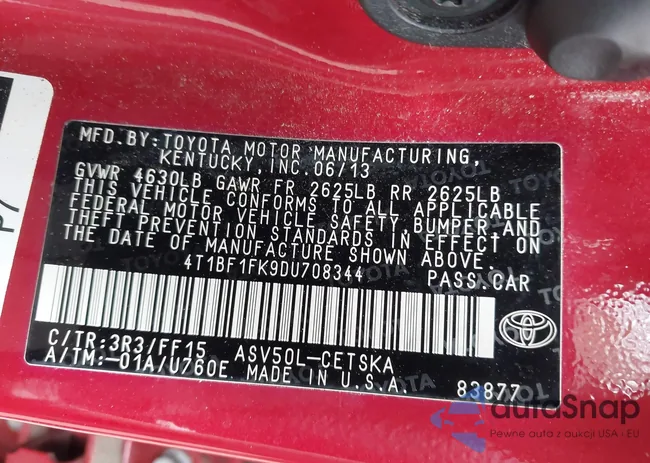 MFD. BY: TOYOTA MOTOR MANUFACTURING,
KENTUCKY, INC. 06/13
GVWR 4630LB GAWR FR 2625LB RR 2625LB
THIS VEHICLE CONFORMS TO ALL APPLICABLE
FEDERAL MOTOR VEHICLE SAFETY, BUMPER, AND
THEFT PREVENTION STANDARDS IN EFFECT ON
THE DATE OF MANUFACTURE SHOWN ABOVE
4T1BF1FK9DU708344 PASS CAR
C/TR: 3R3/FF15 ASV50L-CETSKA
A/TM: -01A/U760E MADE IN U.S.A. 83877
TOYOTA
autoSnap
Pewne auta z aukcji USA - EU